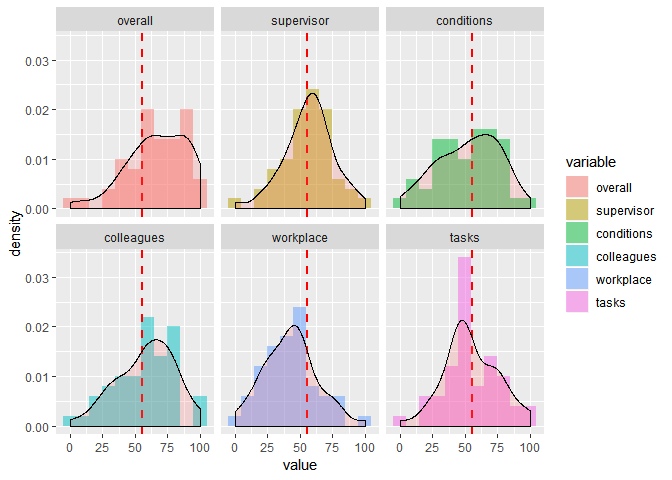 overall supervisor conditions
0.03
0.02
0.01
0.00
density
colleagues workplace tasks
0.03
0.02
0.01
0.00
0 25 50 75 100 0 25 50 75 100 0 25 50 75 100
value
variable
overall
supervisor
conditions
colleagues
workplace
tasks